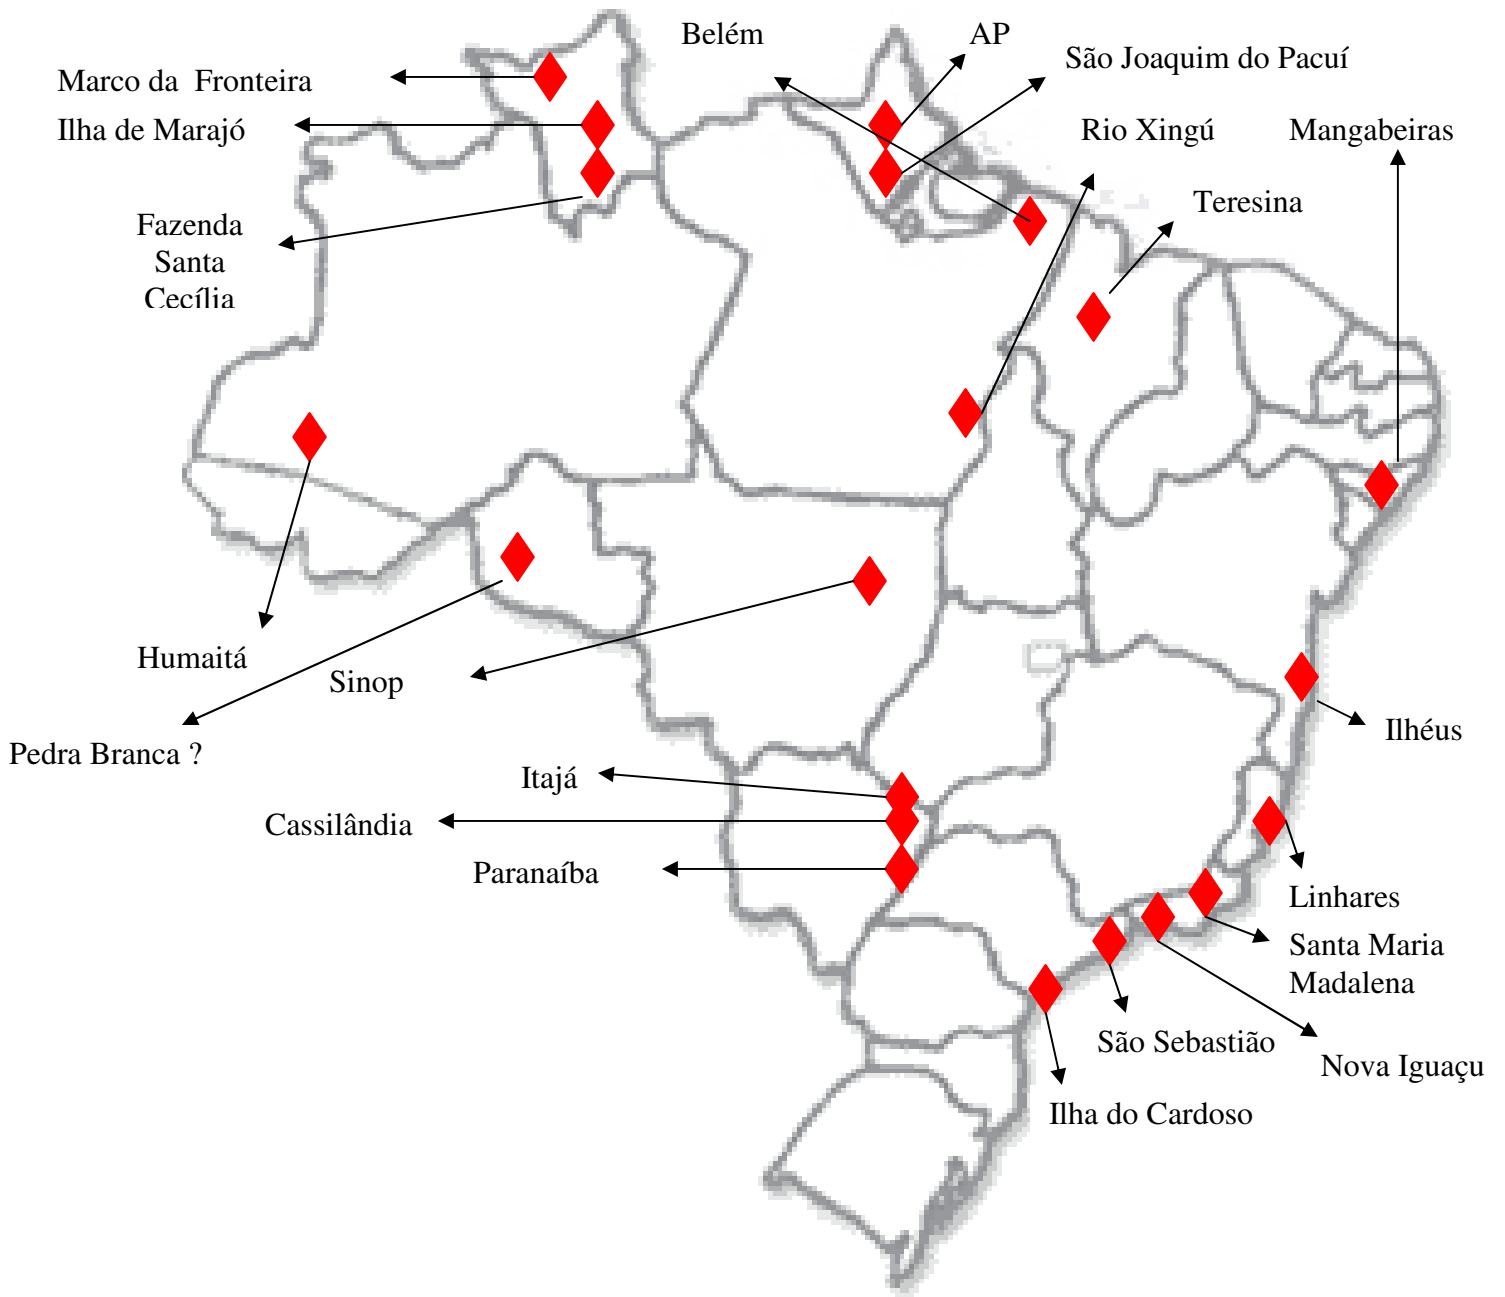 Belém
AP
São Joaquim do Pacuí
Marco da Fronteira
Ilha de Marajó
Rio Xingú
Mangabeiras
Teresina
Fazenda
Santa
Cecília
Humaitá
Sinop
Pedra Branca ?
Ilhéus
Itajá
Cassilândia
Paranaíba
Linhares
Santa Maria
Madalena
São Sebastião
Nova Iguaçu
Ilha do Cardoso